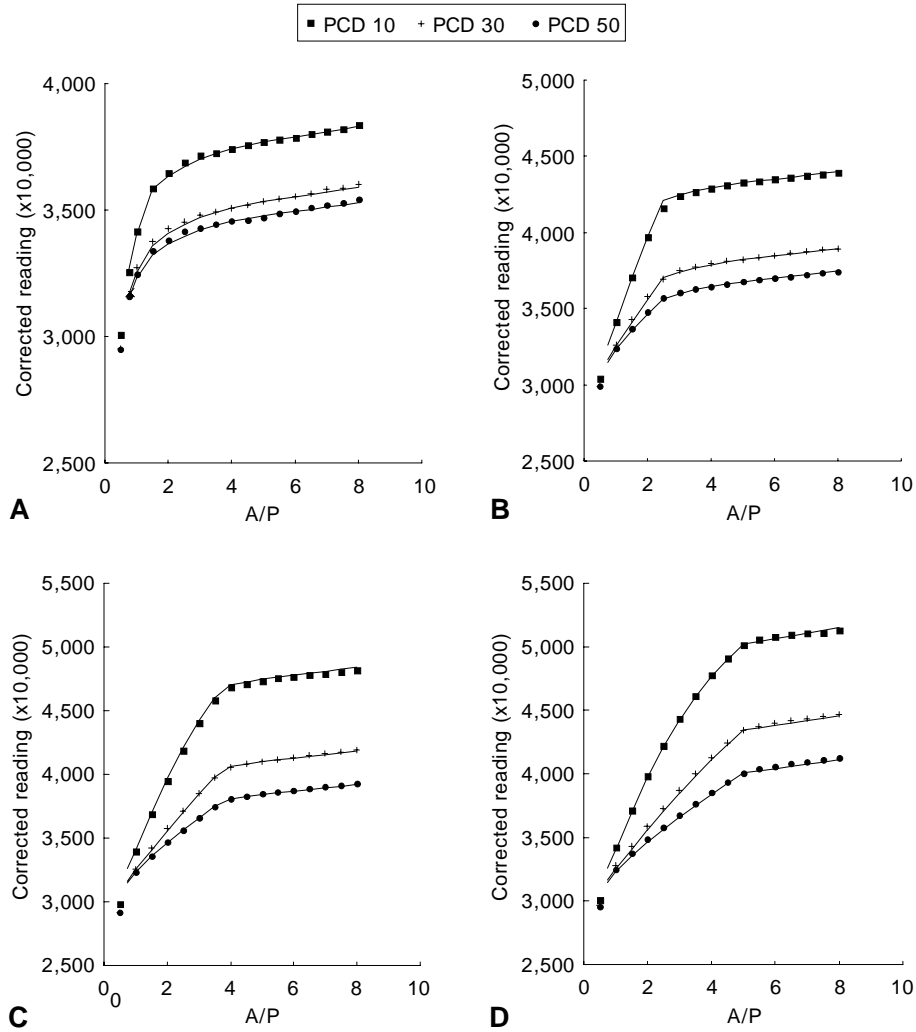 PCD 10 PCD 30 PCD 50
Corrected reading (x10,000)
4,000
3,500
3,000
2,500
0 2 4 6 8 10
A/P
A
Corrected reading (x10,000)
5,000
4,500
4,000
3,500
3,000
2,500
0 2 4 6 8 10
A/P
B
Corrected reading (x10,000)
5,500
5,000
4,500
4,000
3,500
3,000
2,500
0 0 2 4 6 8 10
A/P
C
Corrected reading (x10,000)
5,500
5,000
4,500
4,000
3,500
3,000
2,500
0 2 4 6 8 10
A/P
D